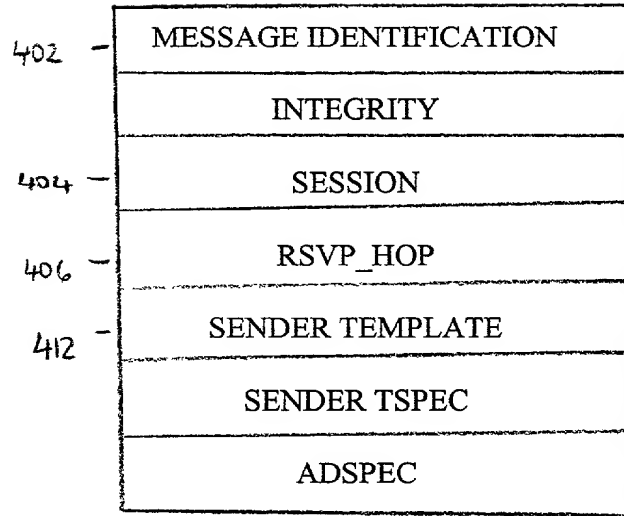 402 MESSAGE IDENTIFICATION
INTEGRITY
404 SESSION
406 RSVP_HOP
412 SENDER TEMPLATE
SENDER TSPEC
ADSPEC